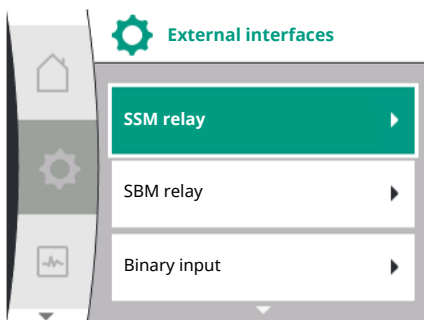 External interfaces
SSM relay
SBM relay
Binary input